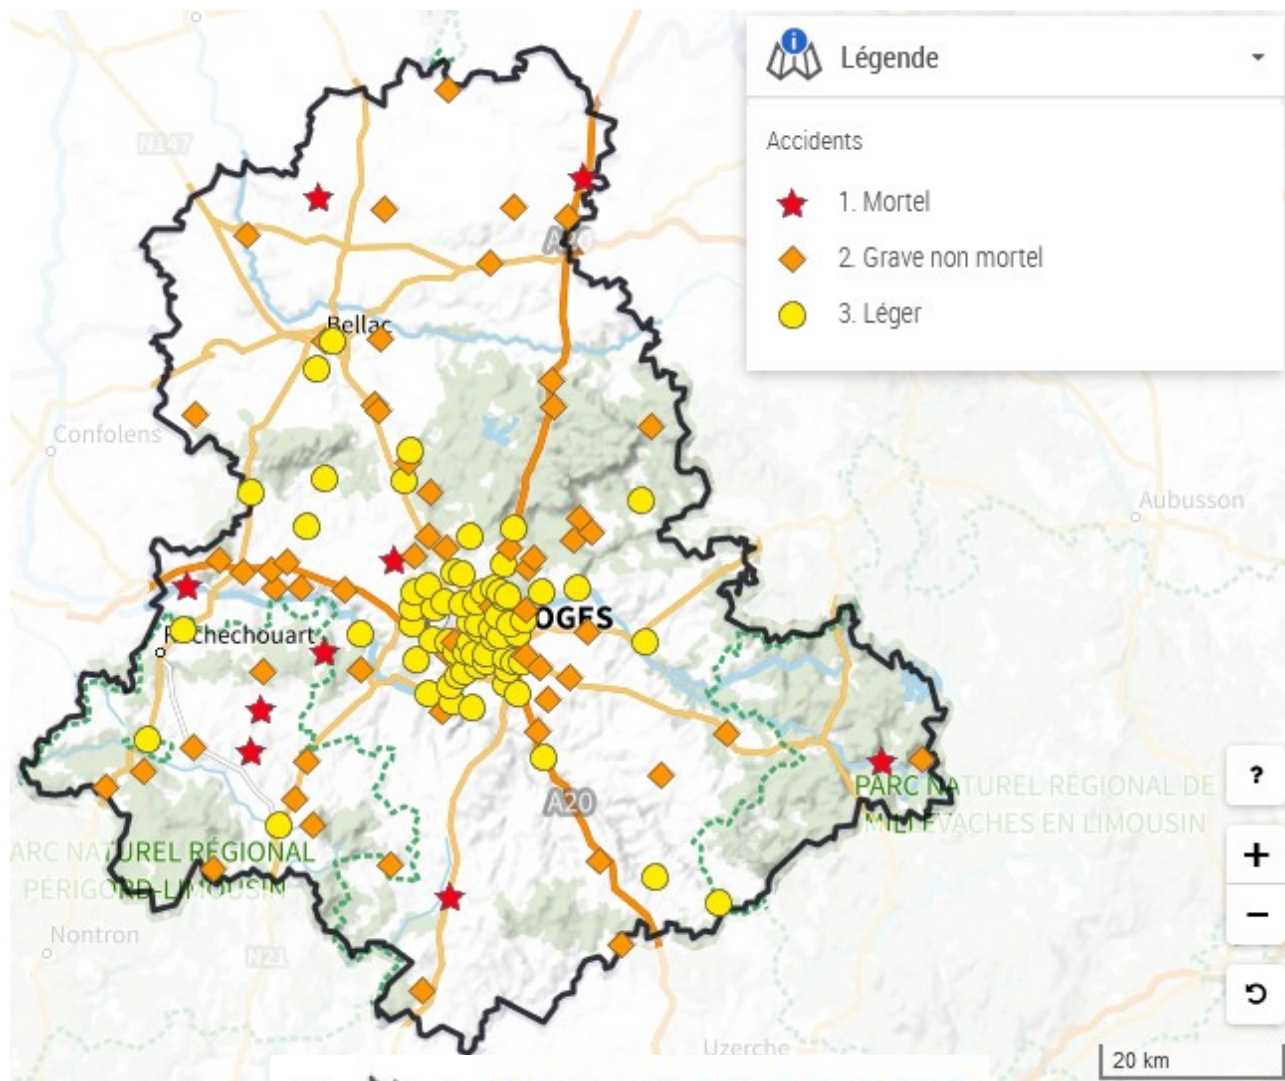 Légende
Accidents
1. Mortel
2. Grave non mortel
3. Léger
N147
A20
Bellac
Confolens
Aubusson
OGES
chechouart
A20
PARC NATUREL RÉGIONAL DE
MILLEVACHES EN LIMOUSIN
ARC NATUREL RÉGIONAL
PÉRIGORD-LIMOUSIN
Nontron
N21
Uzerche
?
+
−
20 km